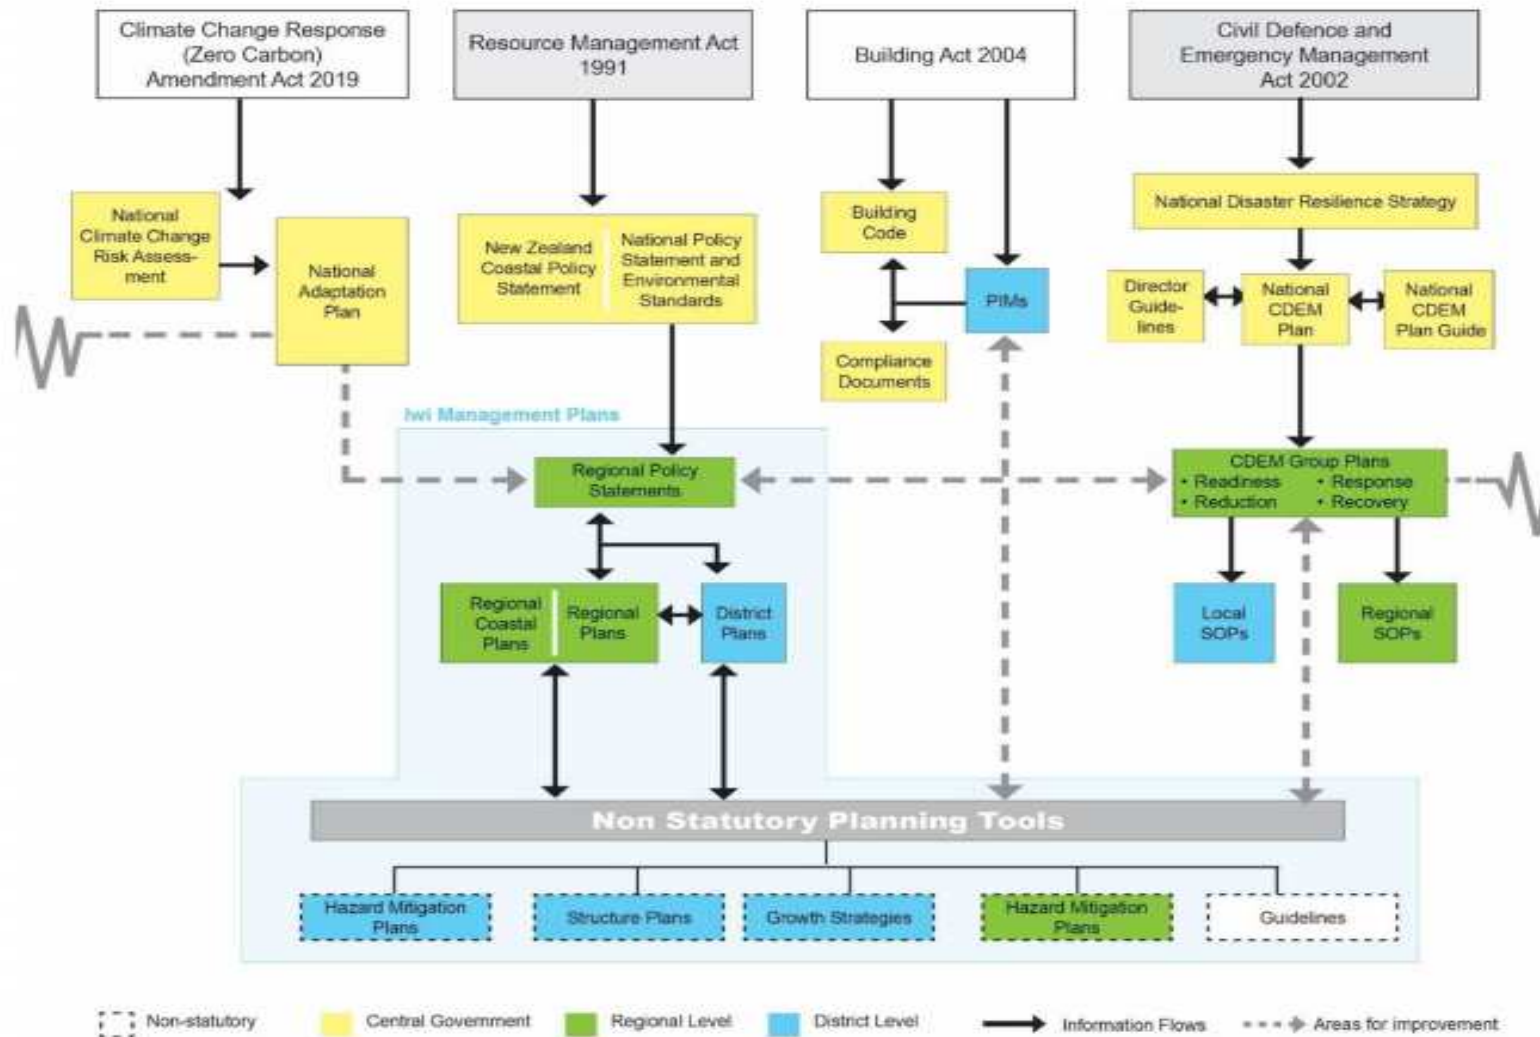 Climate Change Response
(Zero Carbon)
Amendment Act 2019
Resource Management Act
1991
Building Act 2004
Civil Defence and
Emergency Management
Act 2002
National
Climate Change
Risk Assess-
ment
National
Adaptation
Plan
New Zealand
Coastal Policy
Statement
National Policy
Statement and
Environmental
Standards
Building
Code
PIMs
Compliance
Documents
National Disaster Resilience Strategy
Director
Guide-
lines
National
CDEM
Plan
National
CDEM
Plan Guide
Iwi Management Plans
Regional Policy
Statements
CDEM Group Plans
• Readiness
• Response
• Reduction
• Recovery
Regional
Coastal
Plans
Regional
Plans
District
Plans
Local
SOPs
Regional
SOPs
Non Statutory Planning Tools
Hazard Mitigation
Plans
Structure Plans
Growth Strategies
Hazard Mitigation
Plans
Guidelines
Non-statutory
Central Government
Regional Level
District Level
Information Flows
Areas for improvement